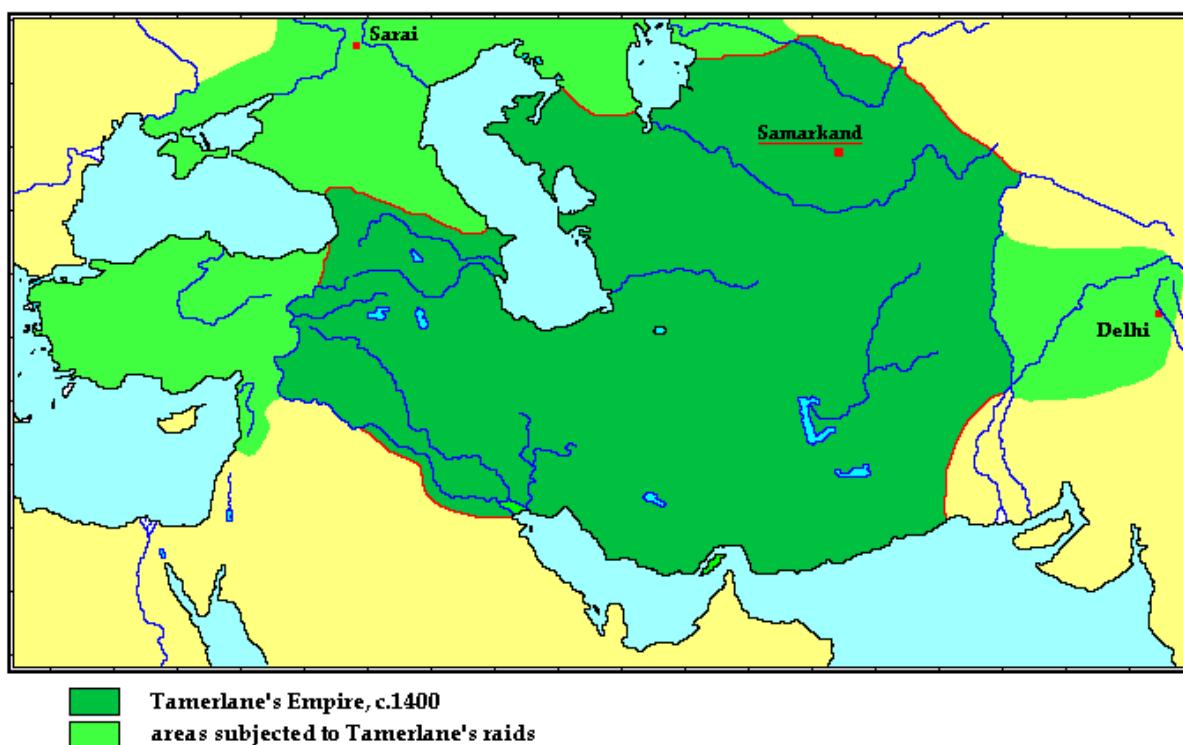 Sarai
Samarkand
Delhi
Tamerlane's Empire, c.1400
areas subjected to Tamerlane's raids